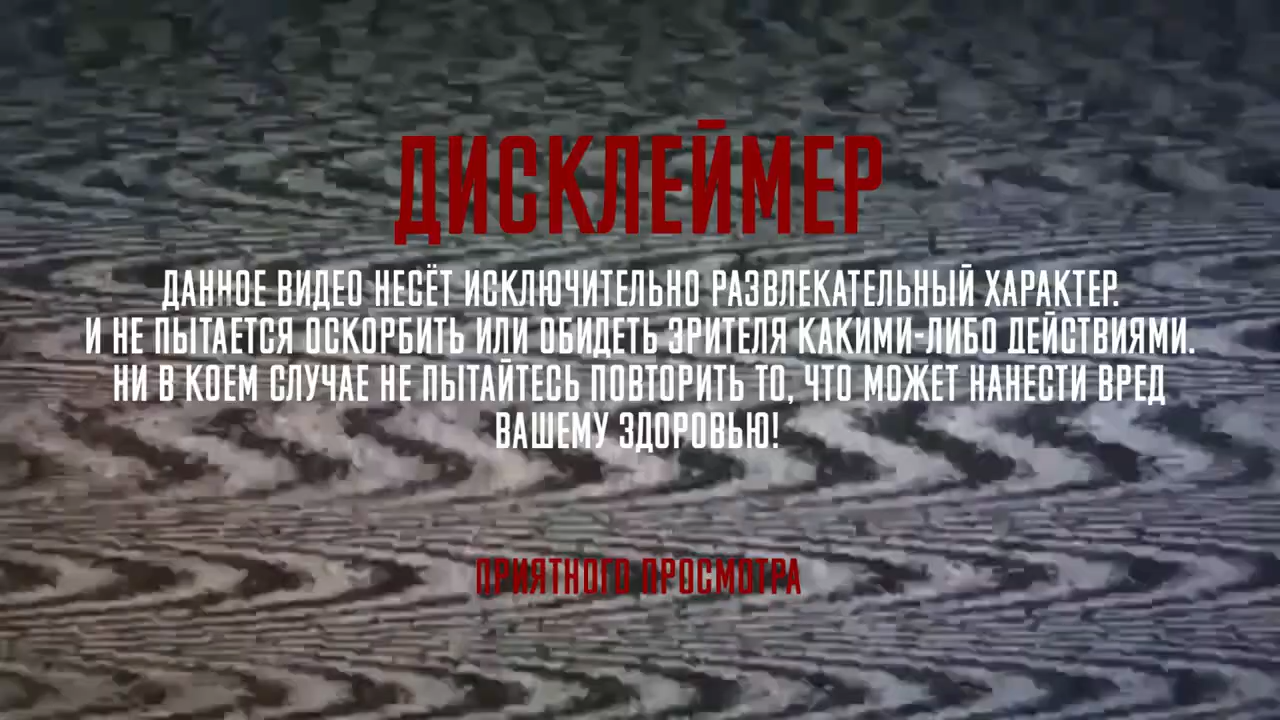 ДИСКЛЕЙМЕР
ДАННОЕ ВИДЕО НЕСЁТ ИСКЛЮЧИТЕЛЬНО РАЗВЛЕКАТЕЛЬНЫЙ ХАРАКТЕР.
И НЕ ПЫТАЕТСЯ ОСКОРБИТЬ ИЛИ ОБИДЕТЬ ЗРИТЕЛЯ КАКИМИ-ЛИБО ДЕЙСТВИЯМИ.
НИ В КОЕМ СЛУЧАЕ НЕ ПЫТАЙТЕСЬ ПОВТОРИТЬ ТО, ЧТО МОЖЕТ НАНЕСТИ ВРЕД
ВАШЕМУ ЗДОРОВЬЮ!
ПРИЯТНОГО ПРОСМОТРА